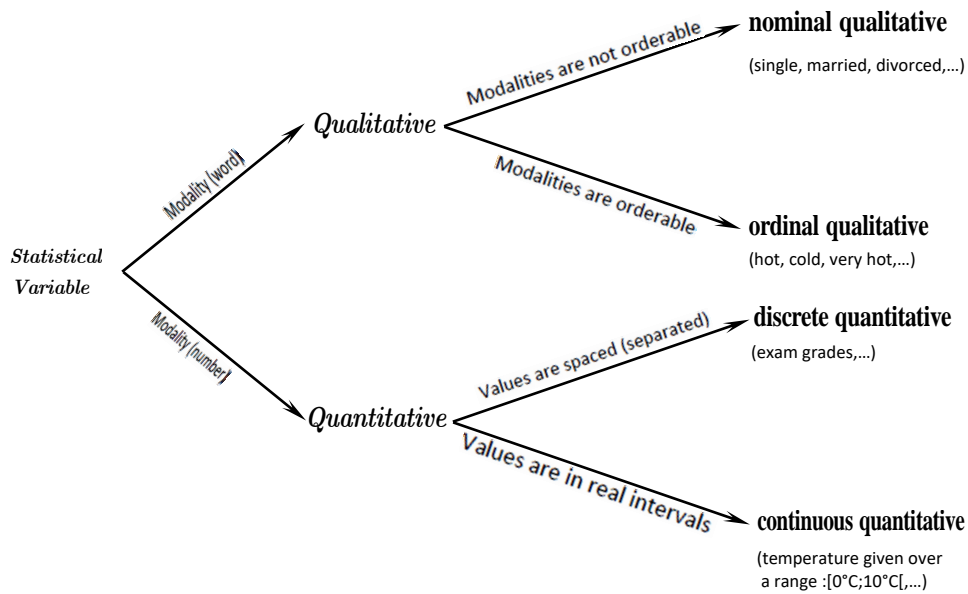 Statistical
Variable
Modality (word)
Qualitative
Modalities are not orderable
nominal qualitative
(single, married, divorced,...)
Modalities are orderable
ordinal qualitative
(hot, cold, very hot,...)
Modality (number)
Quantitative
Values are spaced (separated)
discrete quantitative
(exam grades,...)
Values are in real intervals
continuous quantitative
(temperature given over
a range :[0°C;10°C[,...)